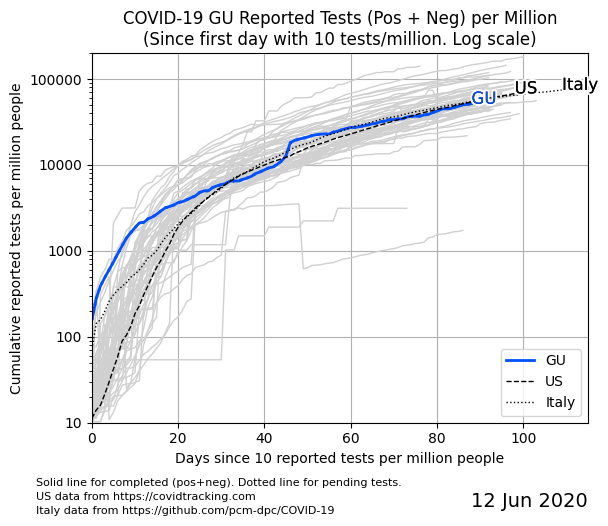 COVID-19 GU Reported Tests (Pos + Neg) per Million
(Since first day with 10 tests/million. Log scale)
Cumulative reported tests per million people
100000
10000
1000
100
10
GU
US
Italy
GU
US
Italy
0
20
40
60
80
100
Days since 10 reported tests per million people
Solid line for completed (pos+neg). Dotted line for pending tests.
US data from https://covidtracking.com
Italy data from https://github.com/pcm-dpc/COVID-19
12 Jun 2020